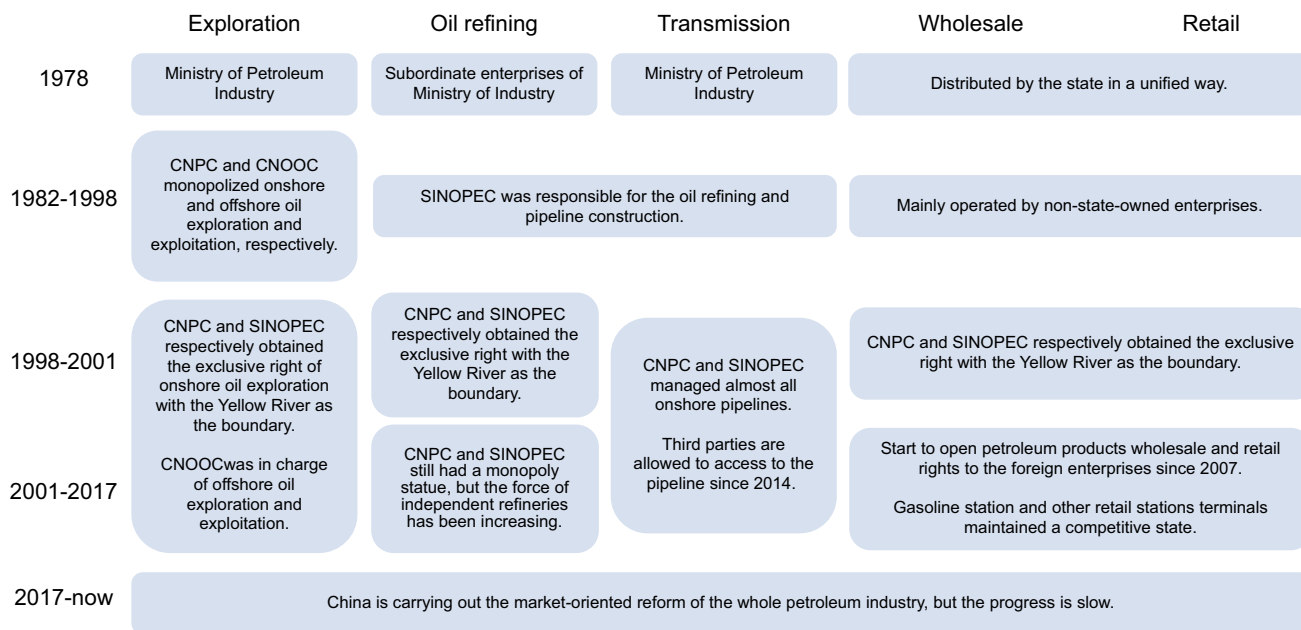 Exploration
Oil refining
Transmission
Wholesale
Retail
1978
Ministry of Petroleum
Industry
Subordinate enterprises of
Ministry of Industry
Ministry of Petroleum
Industry
Distributed by the state in a unified way.
1982-1998
CNPC and CNOOC
monopolized onshore
and offshore oil
exploration and
exploitation, respectively.
SINOPEC was responsible for the oil refining and
pipeline construction.
Mainly operated by non-state-owned enterprises.
1998-2001
CNPC and SINOPEC
respectively obtained
the exclusive right of
onshore oil exploration
with the Yellow River as
the boundary.
CNOOCwas in charge
of offshore oil
exploration and
exploitation.
CNPC and SINOPEC
respectively obtained the
exclusive right with the
Yellow River as the
boundary.
CNPC and SINOPEC
managed almost all
onshore pipelines.
Third parties are
allowed to access to the
pipeline since 2014.
CNPC and SINOPEC respectively obtained the exclusive
right with the Yellow River as the boundary.
2001-2017
CNPC and SINOPEC
still had a monopoly
statue, but the force of
independent refineries
has been increasing.
Start to open petroleum products wholesale and retail
rights to the foreign enterprises since 2007.
Gasoline station and other retail stations terminals
maintained a competitive state.
2017-now
China is carrying out the market-oriented reform of the whole petroleum industry, but the progress is slow.